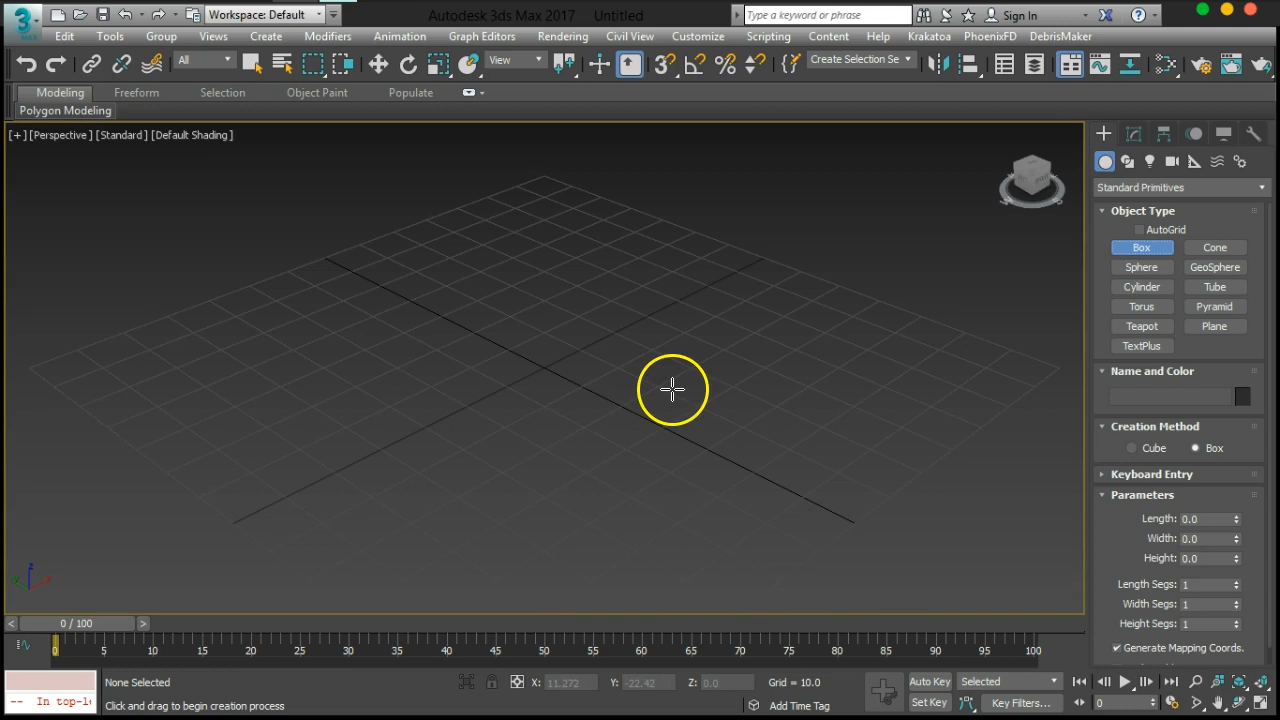 Workspace: Default
Autodesk 3ds Max 2017 Untitled
Type a keyword or phrase
Sign In
Edit Tools Group Views Create Modifiers Animation Graph Editors Rendering Civil View Customize Scripting Content Help Krakatoa PhoenixFD DebrisMaker
All
View
Create Selection Se
Modeling Freeform Selection Object Paint Populate
Polygon Modeling
[+] [Perspective ] [Standard ] [Default Shading ]
Standard Primitives
Object Type
AutoGrid
Box Cone
Sphere GeoSphere
Cylinder Tube
Torus Pyramid
Teapot Plane
TextPlus
Name and Color
Creation Method
Cube Box
Keyboard Entry
Parameters
Length: 0.0
Width: 0.0
Height: 0.0
Length Segs: 1
Width Segs: 1
Height Segs: 1
Generate Mapping Coords.
z
x
< 0 / 100 >
0 5 10 15 20 25 30 35 40 45 50 55 60 65 70 75 80 85 90 95 100
None Selected
X: 11.272 Y: -22.42 Z: 0.0 Grid = 10.0
Auto Key Selected
-- In top-le
Click and drag to begin creation process
Add Time Tag
Set Key Key Filters...
0